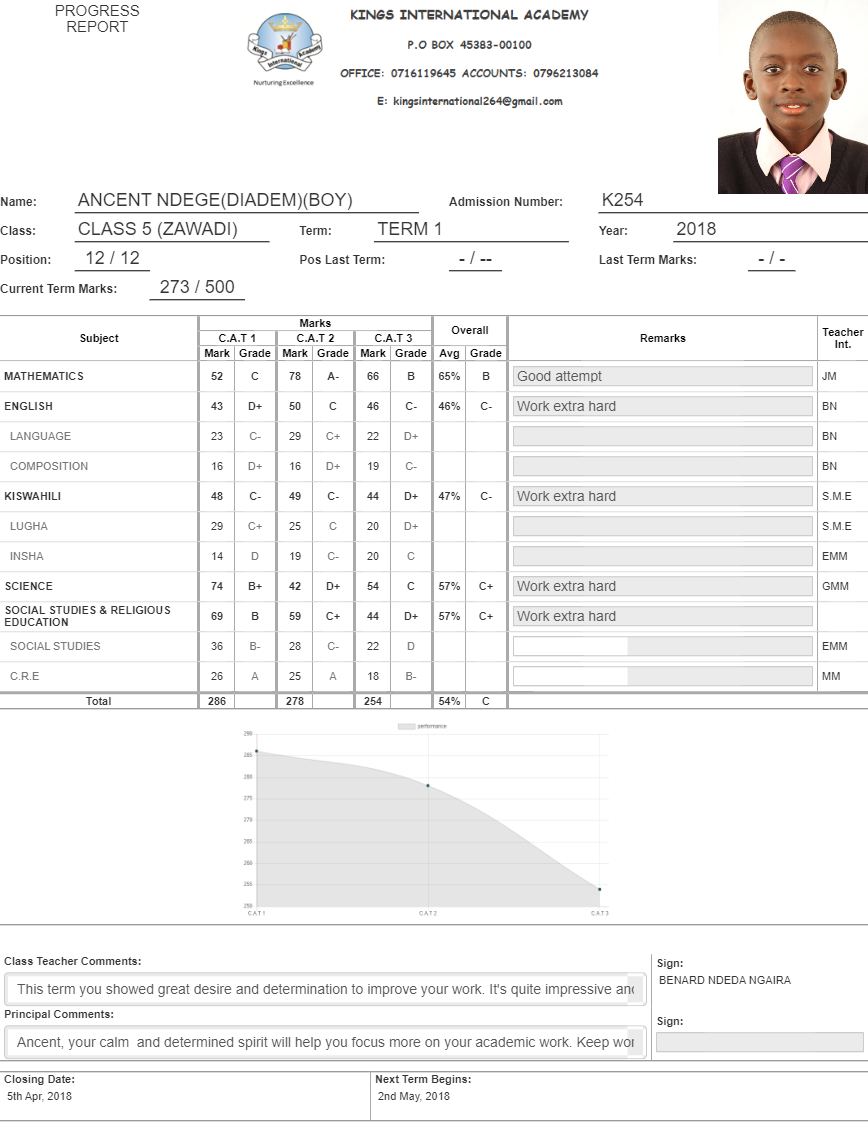 PROGRESS
REPORT
Kings International Academy
Nurturing Excellence
KINGS INTERNATIONAL ACADEMY
P.O BOX 45383-00100
OFFICE: 0716119645 ACCOUNTS: 0796213084
E: kingsinternational264@gmail.com
Name: ANCENT NDEGE(DIADEM)(BOY) Admission Number: K254
Class: CLASS 5 (ZAWADI) Term: TERM 1 Year: 2018
Position: 12 / 12 Pos Last Term: - / -- Last Term Marks: - / -
Current Term Marks: 273 / 500
Subject Marks Overall Remarks Teacher Int.
C.A.T 1 C.A.T 2 C.A.T 3
Mark Grade Mark Grade Mark Grade Avg Grade
MATHEMATICS 52 C 78 A- 66 B 65% B Good attempt JM
ENGLISH 43 D+ 50 C 46 C- 46% C- Work extra hard BN
LANGUAGE 23 C- 29 C+ 22 D+ BN
COMPOSITION 16 D+ 16 D+ 19 C- BN
KISWAHILI 48 C- 49 C- 44 D+ 47% C- Work extra hard S.M.E
LUGHA 29 C+ 25 C 20 D+ S.M.E
INSHA 14 D 19 C- 20 C EMM
SCIENCE 74 B+ 42 D+ 54 C 57% C+ Work extra hard GMM
SOCIAL STUDIES & RELIGIOUS
EDUCATION 69 B 59 C+ 44 D+ 57% C+ Work extra hard
SOCIAL STUDIES 36 B- 28 C- 22 D EMM
C.R.E 26 A 25 A 18 B- MM
Total 286 278 254 54% C
performance
290
285
280
275
270
265
260
255
250
C.A.T 1 C.A.T 2 C.A.T 3
Class Teacher Comments: Sign:
This term you showed great desire and determination to improve your work. It's quite impressive and BENARD NDEDA NGAIRA
Principal Comments: Sign:
Ancent, your calm and determined spirit will help you focus more on your academic work. Keep wor
Closing Date: Next Term Begins:
5th Apr, 2018 2nd May, 2018